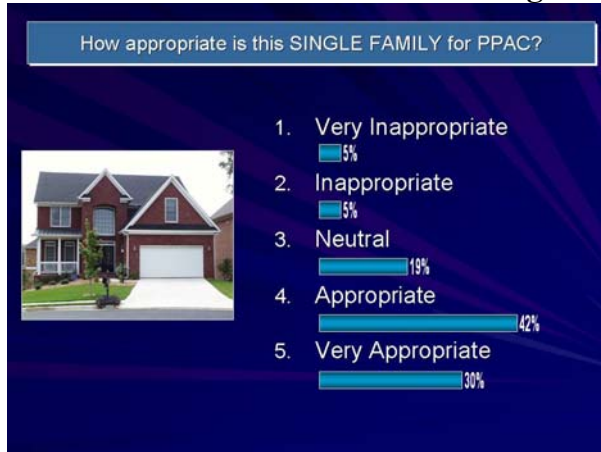 How appropriate is this SINGLE FAMILY for PPAC?
1. Very Inappropriate
5%
2. Inappropriate
5%
3. Neutral
19%
4. Appropriate
42%
5. Very Appropriate
30%